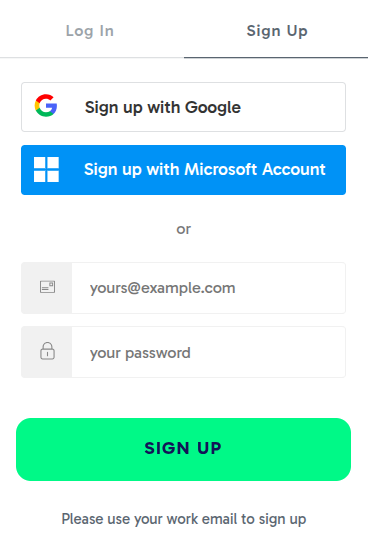 Log In
Sign Up
Sign up with Google
Sign up with Microsoft Account
or
yours@example.com
your password
SIGN UP
Please use your work email to sign up